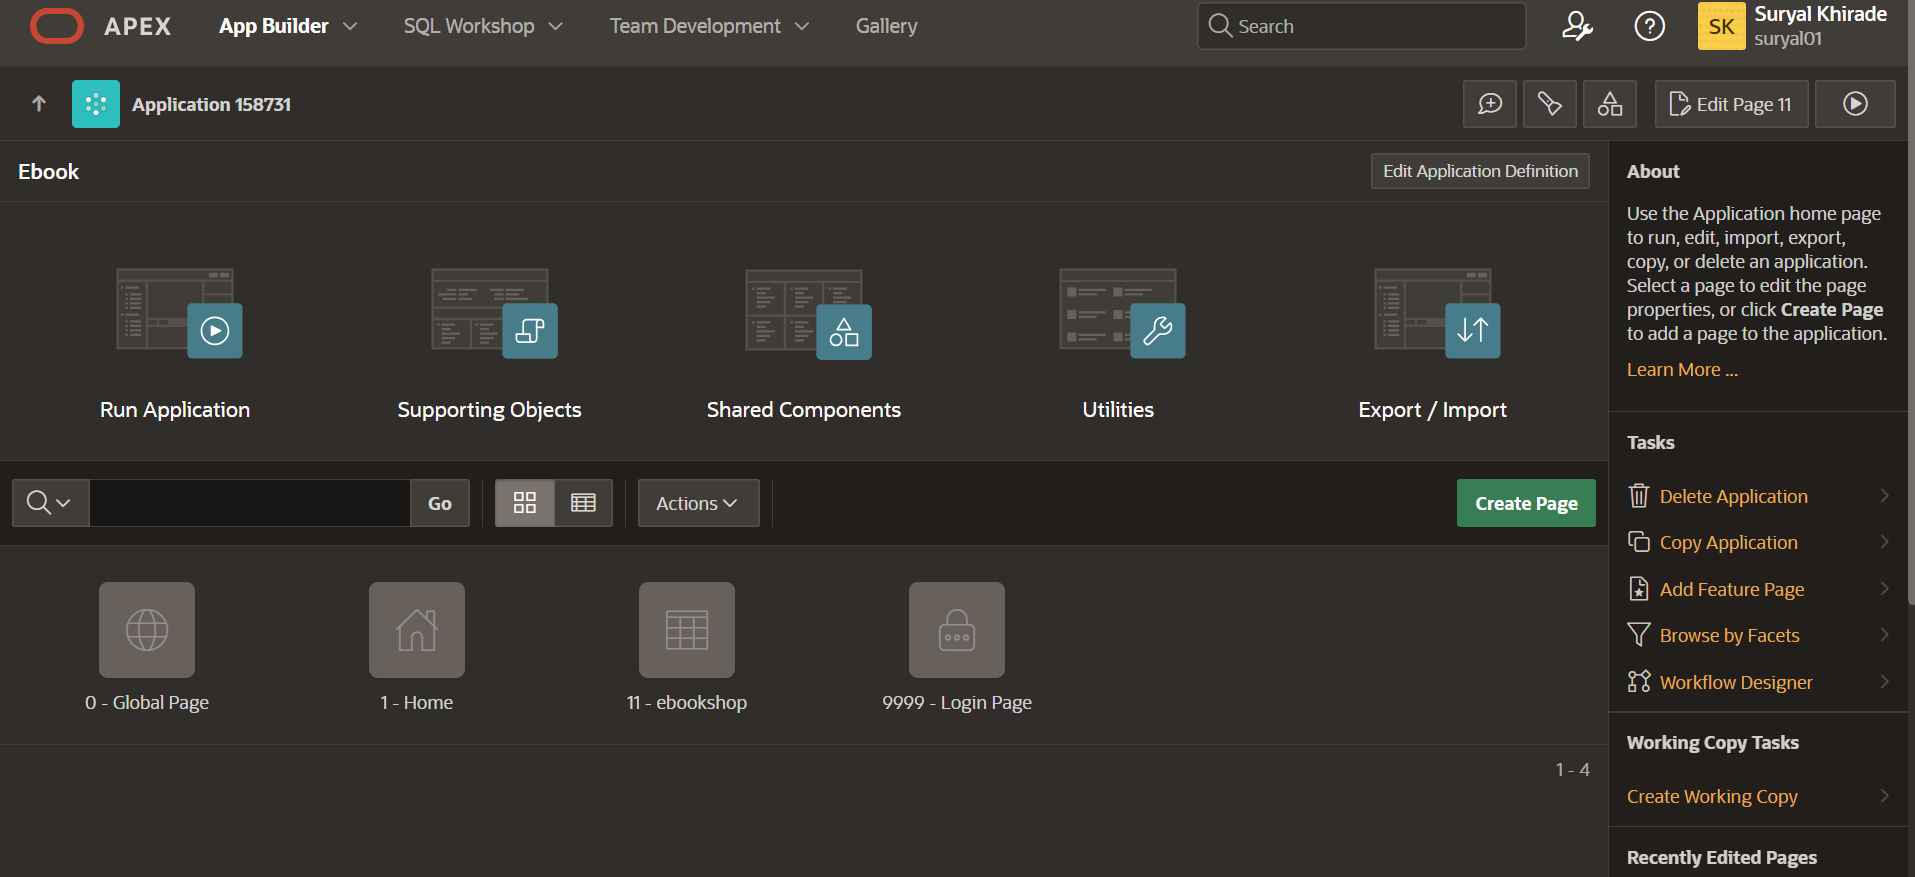 APEX App Builder SQL Workshop Team Development Gallery Search SK Suryal Khirade
suryal01
Application 158731 Edit Page 11
Ebook Edit Application Definition
Run Application Supporting Objects Shared Components Utilities Export / Import
Go Actions Create Page
0 - Global Page 1 - Home 11 - ebookshop 9999 - Login Page
1 - 4
About
Use the Application home page
to run, edit, import, export,
copy, or delete an application.
Select a page to edit the page
properties, or click Create Page
to add a page to the application.
Learn More ...
Tasks
Delete Application
Copy Application
Add Feature Page
Browse by Facets
Workflow Designer
Working Copy Tasks
Create Working Copy
Recently Edited Pages